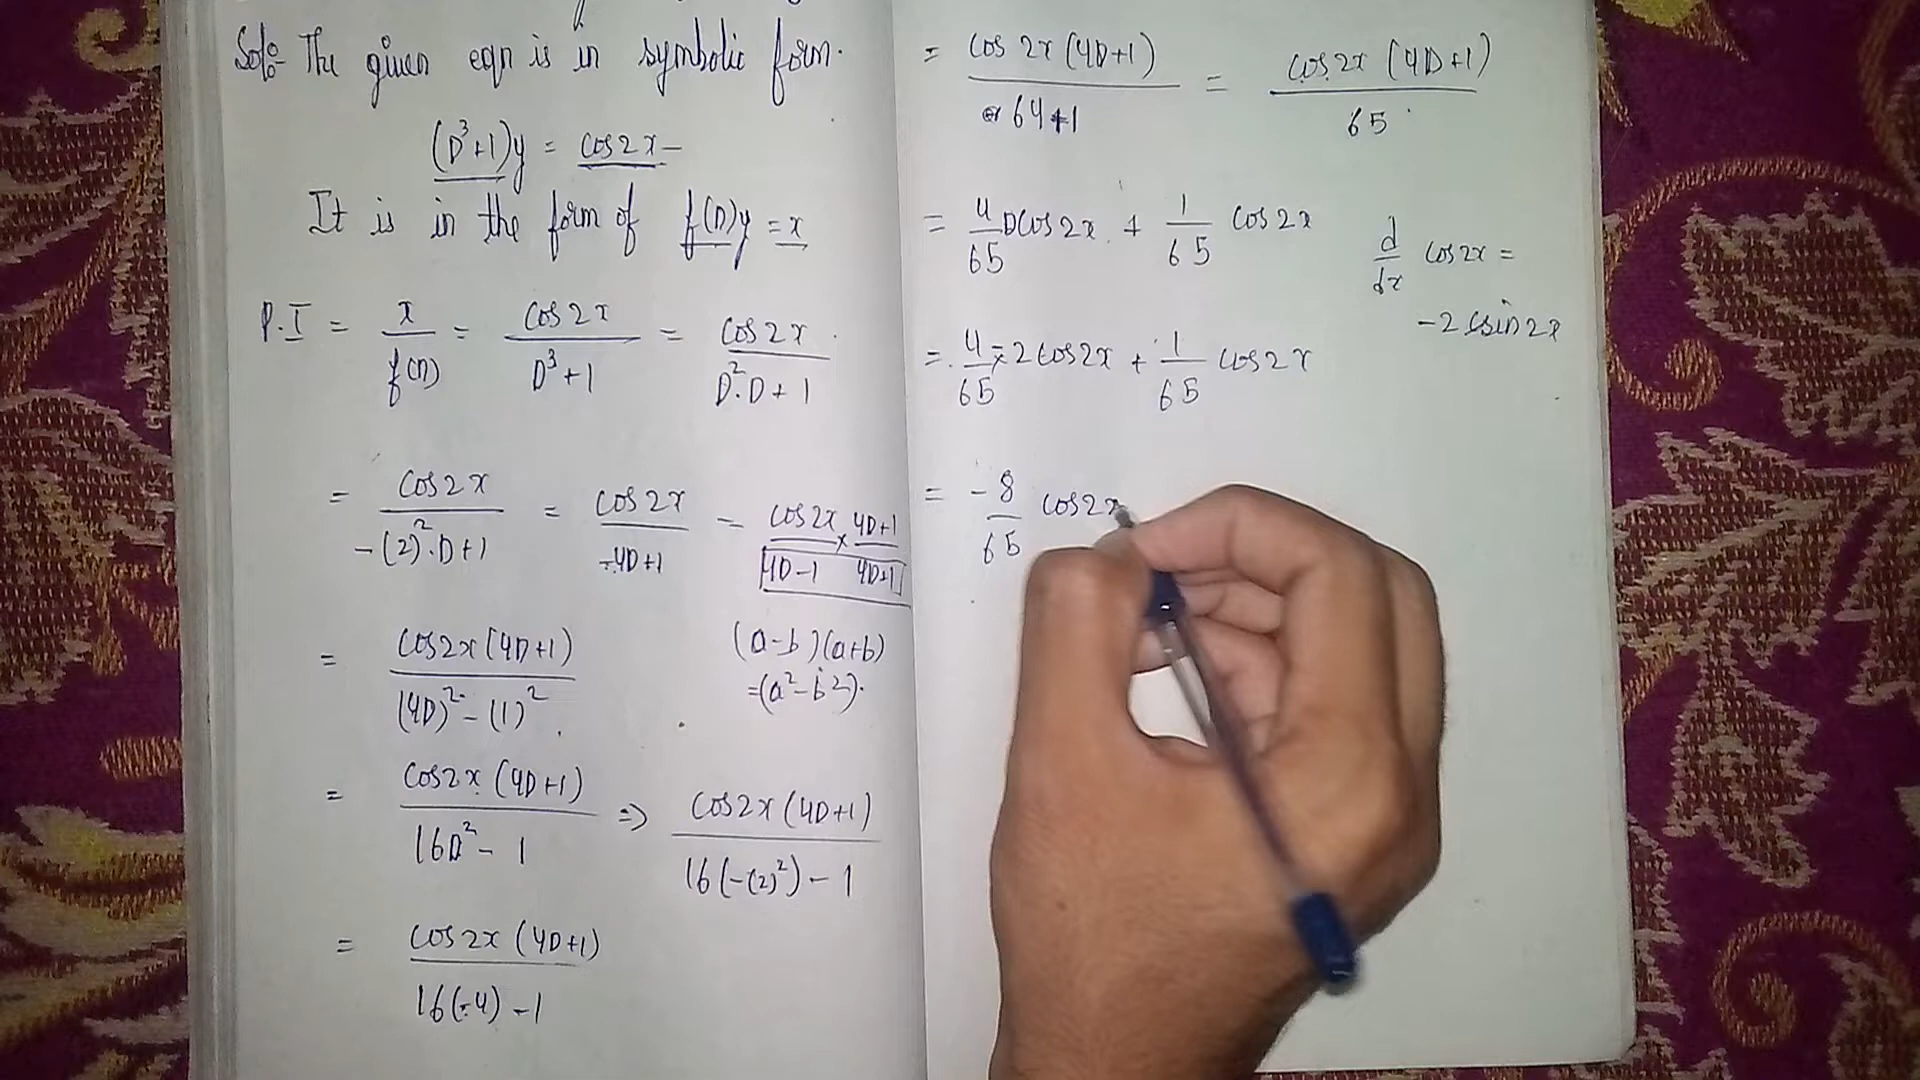 Sol:- The given eqn is in symbolic form.
(D³+1)y = cos2x
It is in the form of f(D)y = x
P.I = x/f(D) = cos2x/D³+1 = cos2x/D².D+1
= cos2x/-(2)².D+1 = cos2x/-4D+1 - cos2x/4D-1 × 4D+1/4D+1
= cos2x(4D+1)/(4D)²-(1)²
(a-b)(a+b)
=(a²-b²).
= cos2x(4D+1)/16D²-1 => cos2x(4D+1)/16(-(2)²)-1
= cos2x(4D+1)/16(-4)-1
= cos2x(4D+1)/64+1 = cos2x(4D+1)/65
= 4/65 Dcos2x + 1/65 cos2x
d/dx cos2x =
-2 sin2x
= 4/65 × -2cos2x + 1/65 cos2x
= -8/65 cos2x